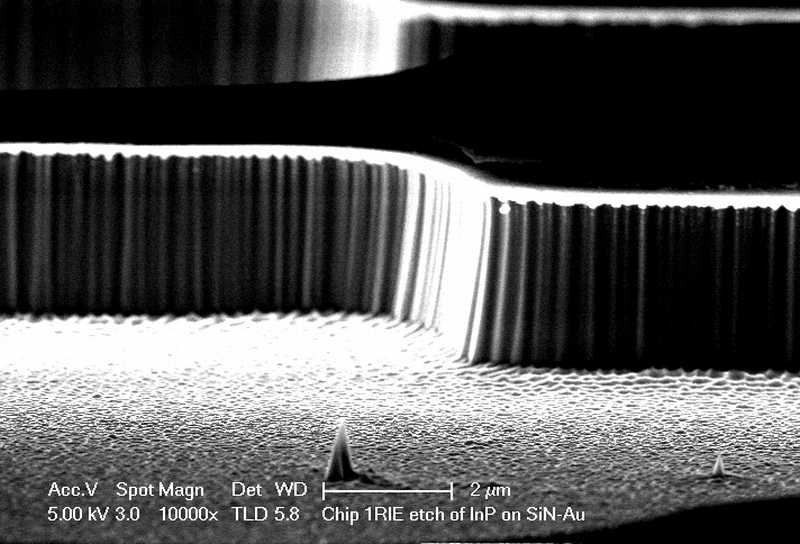 Acc.V Spot Magn Det WD 2 µm
5.00 kV 3.0 10000x TLD 5.8 Chip 1RIE etch of InP on SiN-Au